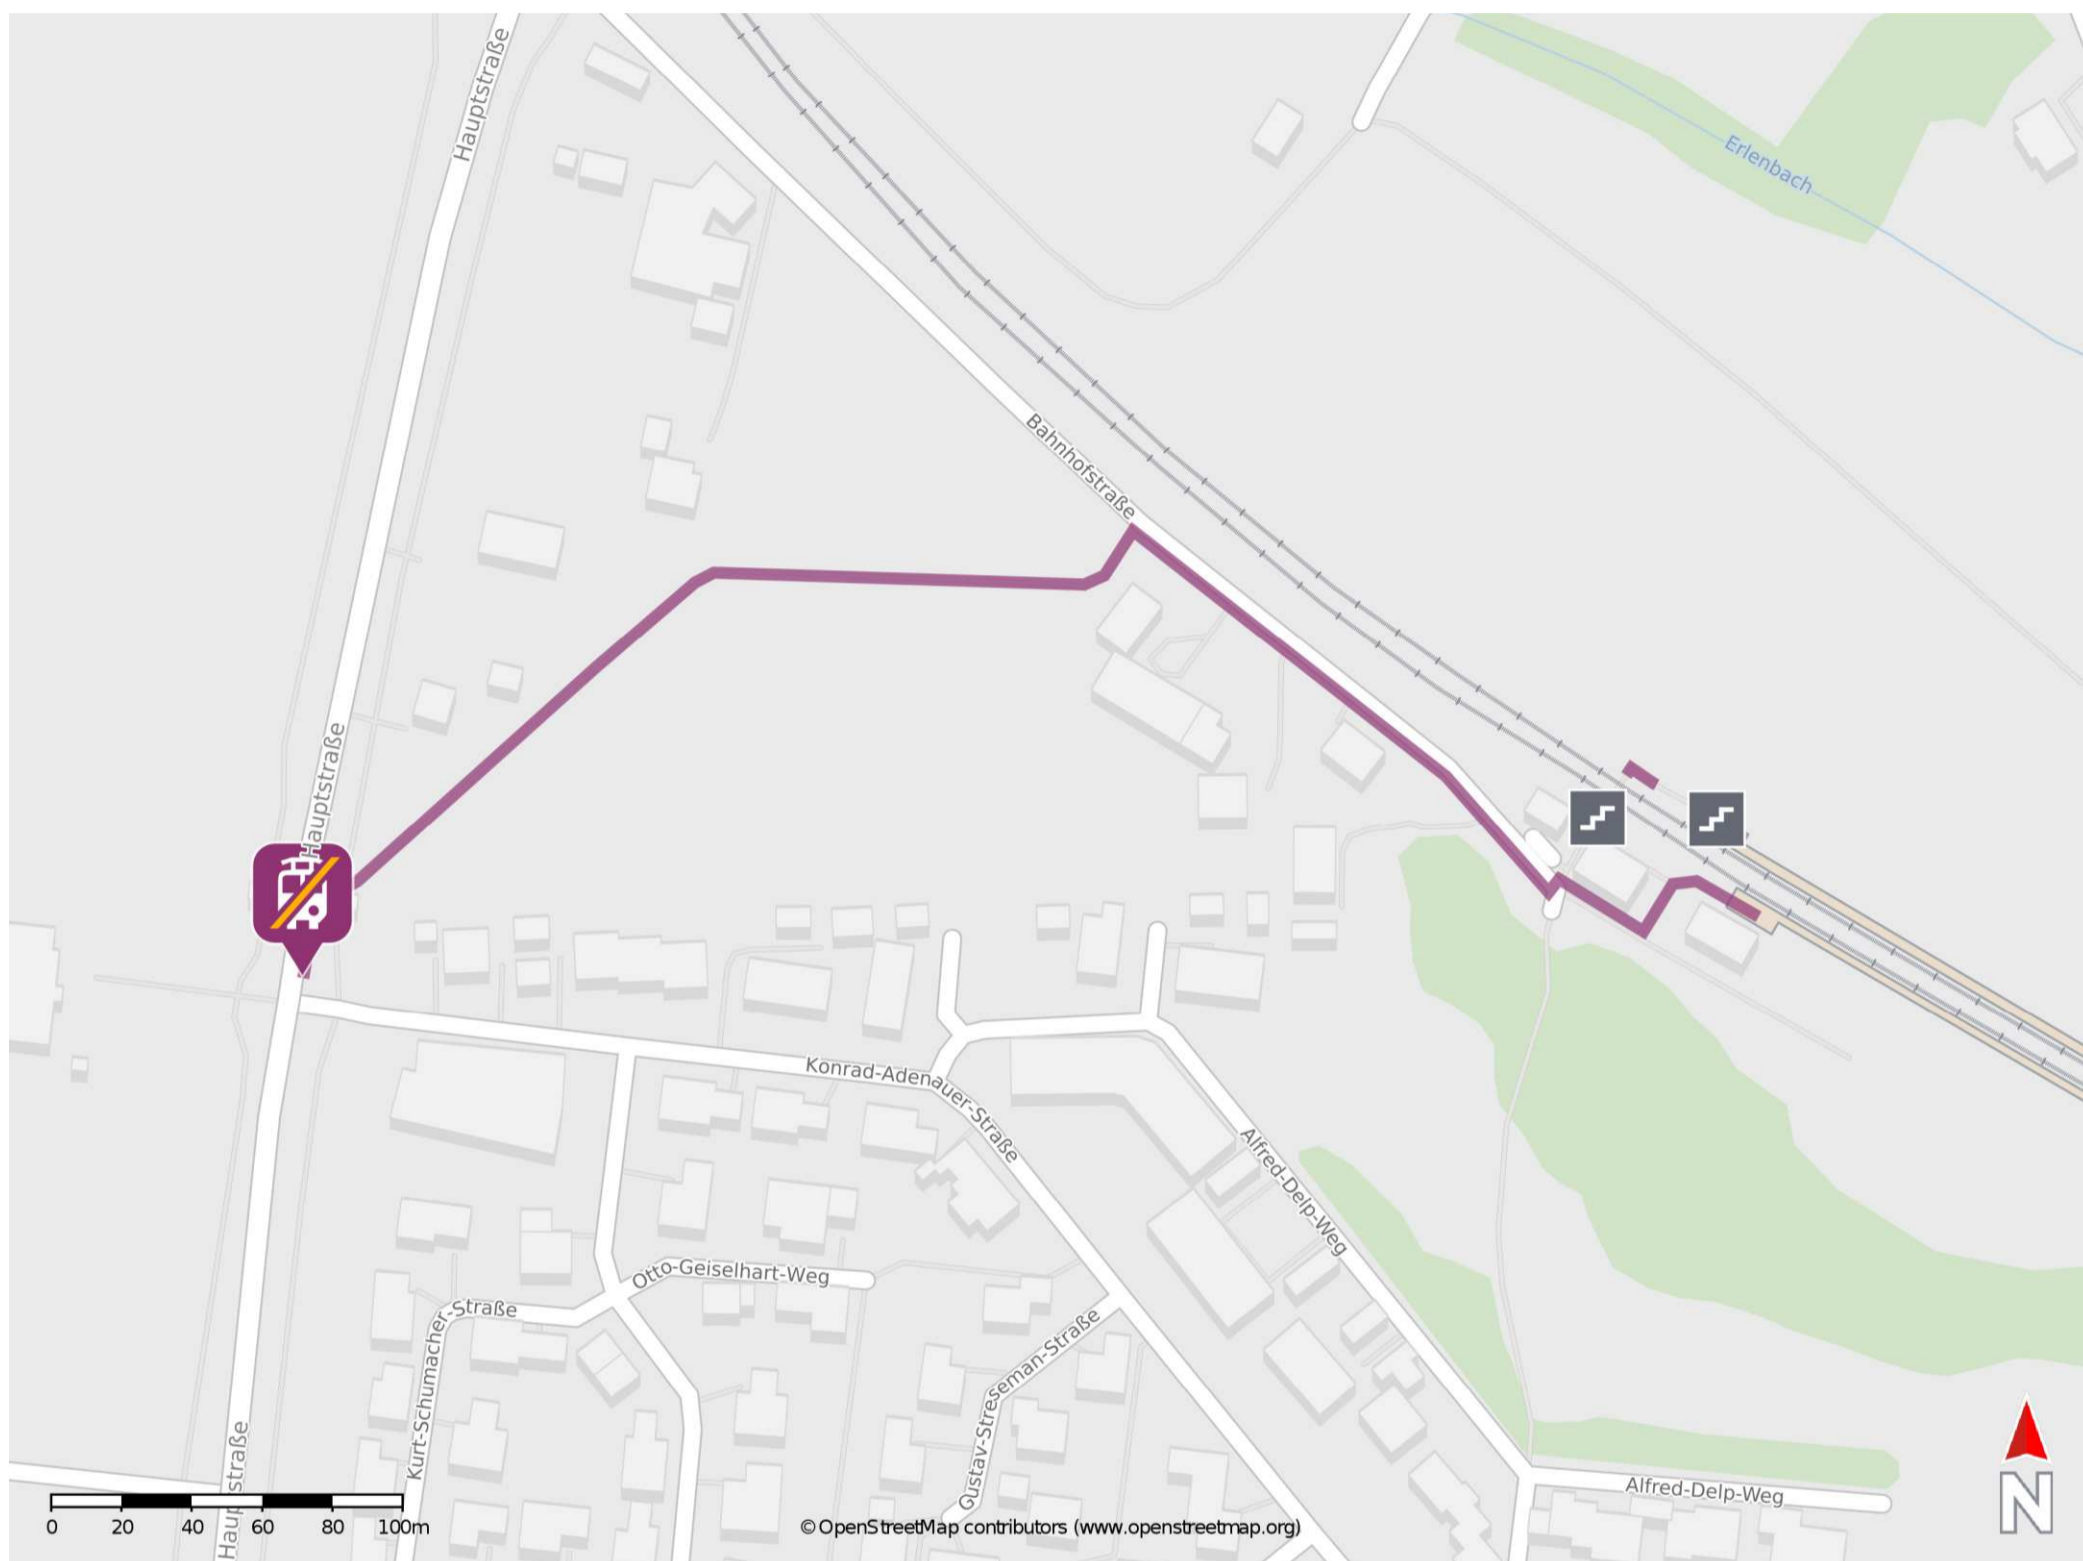 Hauptstraße
Erlenbach
Bahnhofstraße
Hauptstraße
Konrad-Adenauer-Straße
Alfred-Delp-Weg
Otto-Geiselhart-Weg
Kurt-Schumacher-Straße
Gustav-Streseman-Straße
Hauptstraße
Alfred-Delp-Weg
N
0 20 40 60 80 100m
© OpenStreetMap contributors (www.openstreetmap.org)